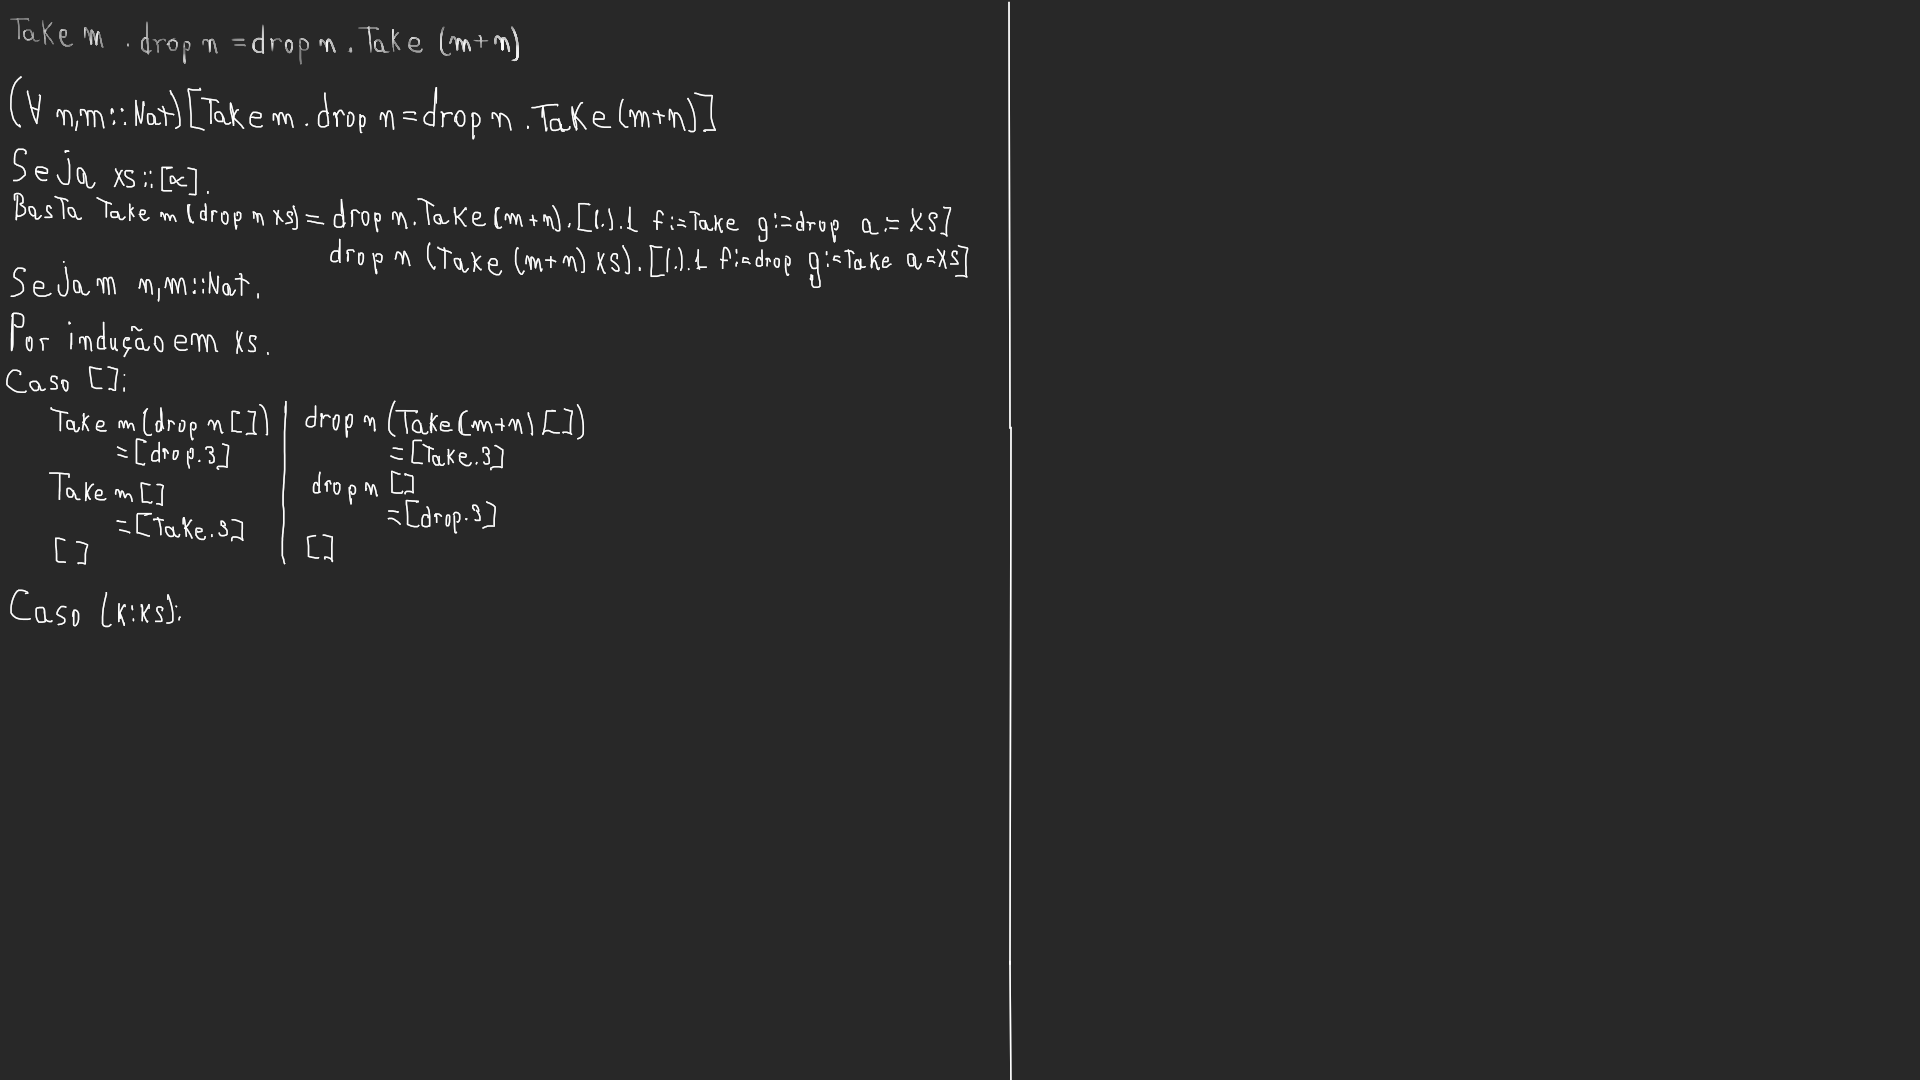 Take m . drop n = drop n . Take (m+n)
(∀ n,m::Nat)[Take m . drop n = drop n . Take (m+n)]
Seja xs::[α].
Basta Take m (drop n xs) = drop n . Take (m+n). [(.).1 f:=Take g:=drop a:= xs]
drop n (Take (m+n) xs). [(.).1 f:=drop g:=Take a=xs]
Sejam n,m::Nat.
Por indução em xs.
Caso []:
Take m (drop n [])
= [drop.3]
Take m []
= [Take.3]
[]
drop n (Take (m+n) [])
= [Take.3]
drop n []
= [drop.3]
[]
Caso (k:ks):